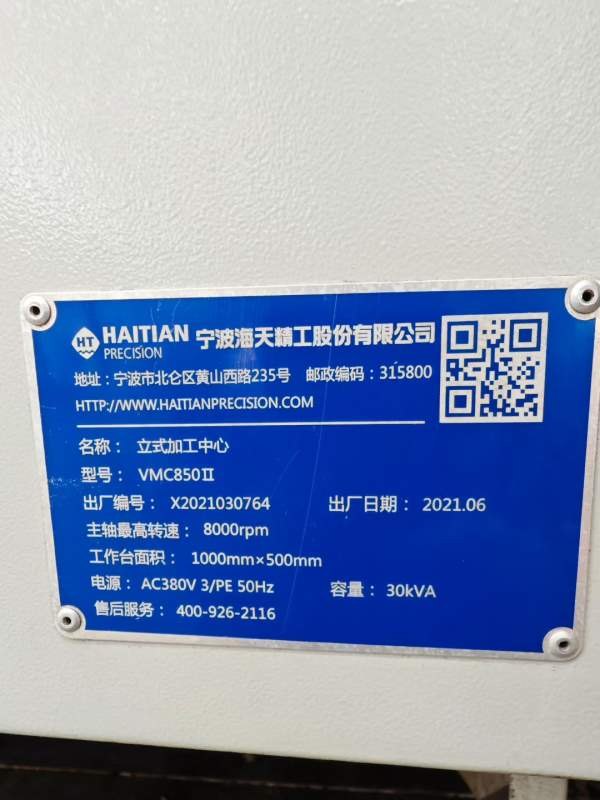 HT HAITIAN PRECISION 宁波海天精工股份有限公司
地址：宁波市北仑区黄山西路235号 邮政编码：315800
HTTP://WWW.HAITIANPRECISION.COM
名称： 立式加工中心
型号： VMC850Ⅱ
出厂编号： X2021030764 出厂日期： 2021.06
主轴最高转速： 8000rpm
工作台面积： 1000mm×500mm
电源： AC380V 3/PE 50Hz 容量： 30kVA
售后服务： 400-926-2116